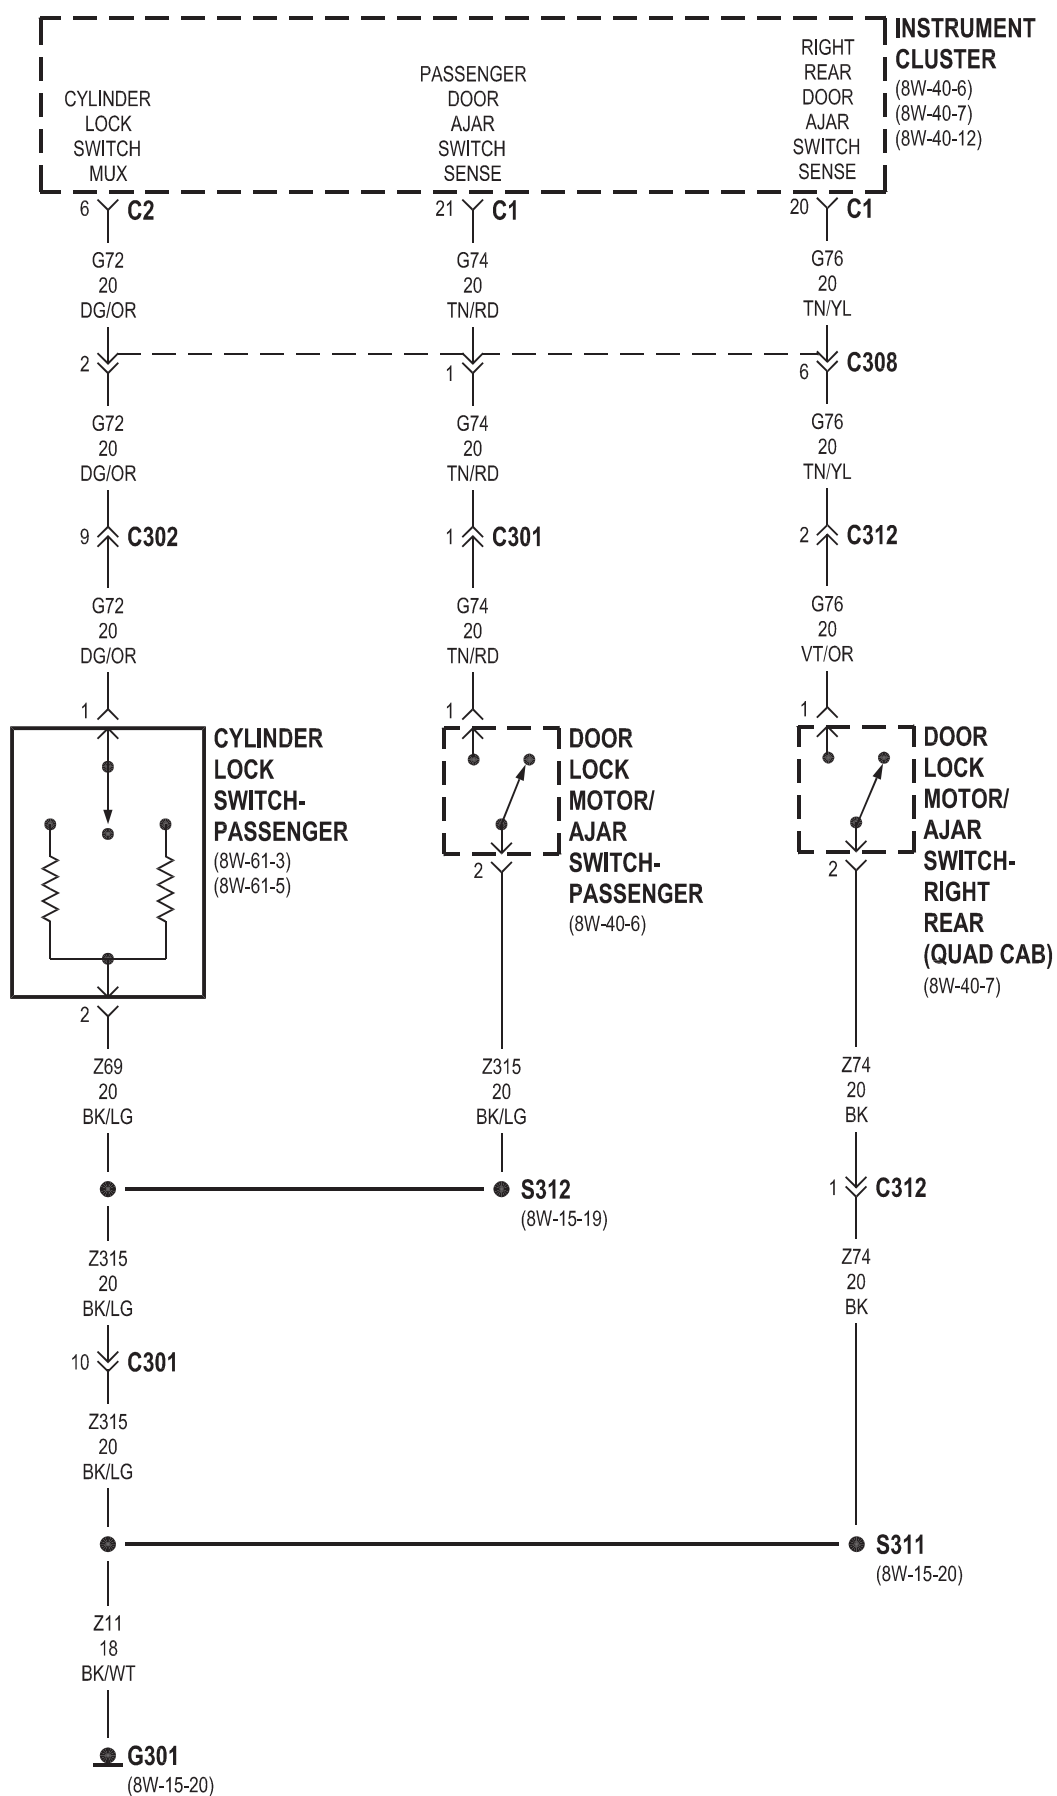 INSTRUMENT
CLUSTER
(8W-40-6)
(8W-40-7)
(8W-40-12)
CYLINDER
LOCK
SWITCH
MUX
PASSENGER
DOOR
AJAR
SWITCH
SENSE
RIGHT
REAR
DOOR
AJAR
SWITCH
SENSE
6 C2
21 C1
20 C1
G72
20
DG/OR
G74
20
TN/RD
G76
20
TN/YL
2
1
6 C308
G72
20
DG/OR
G74
20
TN/RD
G76
20
TN/YL
9 C302
1 C301
2 C312
G72
20
DG/OR
G74
20
TN/RD
G76
20
VT/OR
1
CYLINDER
LOCK
SWITCH-
PASSENGER
(8W-61-3)
(8W-61-5)
2
1
DOOR
LOCK
MOTOR/
AJAR
SWITCH-
PASSENGER
(8W-40-6)
2
1
DOOR
LOCK
MOTOR/
AJAR
SWITCH-
RIGHT
REAR
(QUAD CAB)
(8W-40-7)
2
Z69
20
BK/LG
Z315
20
BK/LG
Z74
20
BK
S312
(8W-15-19)
1 C312
Z315
20
BK/LG
Z74
20
BK
10 C301
Z315
20
BK/LG
S311
(8W-15-20)
Z11
18
BK/WT
G301
(8W-15-20)